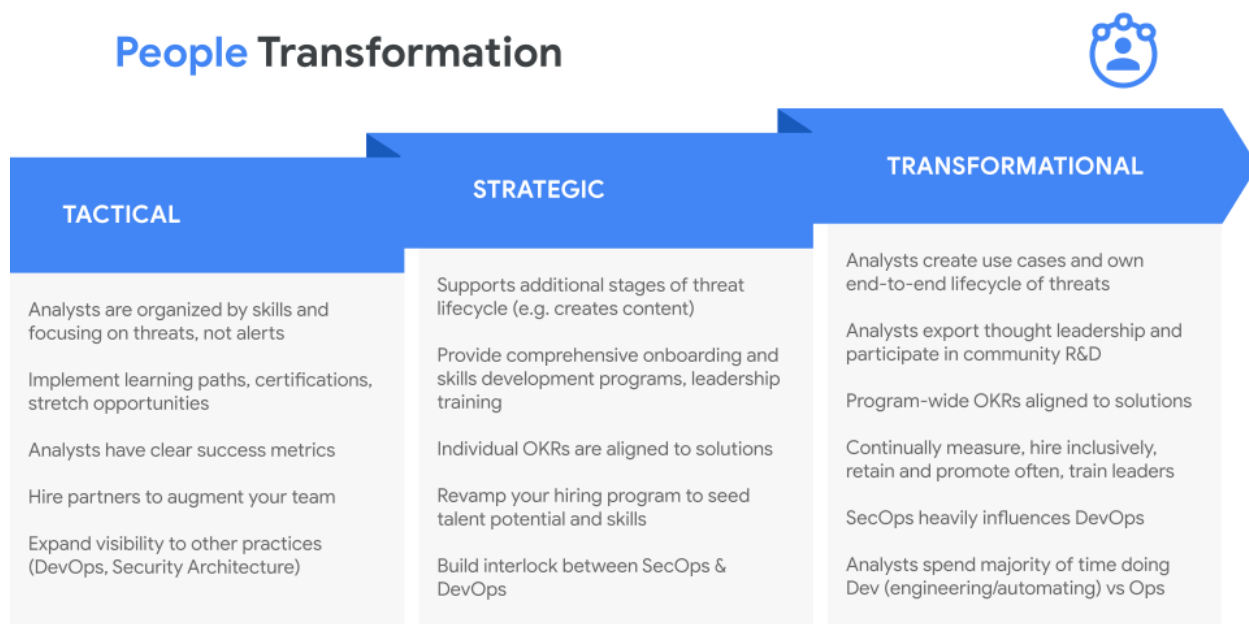 People Transformation
TACTICAL
Analysts are organized by skills and
focusing on threats, not alerts
Implement learning paths, certifications,
stretch opportunities
Analysts have clear success metrics
Hire partners to augment your team
Expand visibility to other practices
(DevOps, Security Architecture)
STRATEGIC
Supports additional stages of threat
lifecycle (e.g. creates content)
Provide comprehensive onboarding and
skills development programs, leadership
training
Individual OKRs are aligned to solutions
Revamp your hiring program to seed
talent potential and skills
Build interlock between SecOps &
DevOps
TRANSFORMATIONAL
Analysts create use cases and own
end-to-end lifecycle of threats
Analysts export thought leadership and
participate in community R&D
Program-wide OKRs aligned to solutions
Continually measure, hire inclusively,
retain and promote often, train leaders
SecOps heavily influences DevOps
Analysts spend majority of time doing
Dev (engineering/automating) vs Ops